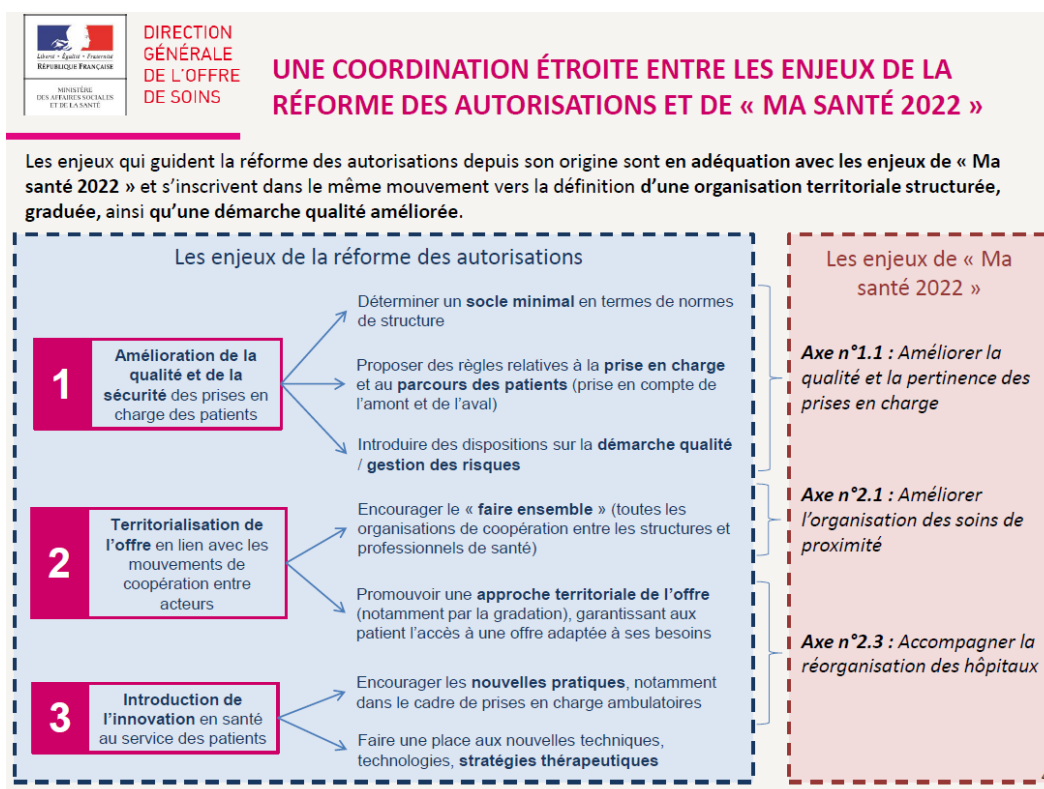 Liberté • Égalité • Fraternité
RÉPUBLIQUE FRANÇAISE
MINISTÈRE
DES AFFAIRES SOCIALES
ET DE LA SANTÉ
DIRECTION
GÉNÉRALE
DE L'OFFRE
DE SOINS
UNE COORDINATION ÉTROITE ENTRE LES ENJEUX DE LA
RÉFORME DES AUTORISATIONS ET DE « MA SANTÉ 2022 »
Les enjeux qui guident la réforme des autorisations depuis son origine sont en adéquation avec les enjeux de « Ma
santé 2022 » et s'inscrivent dans le même mouvement vers la définition d'une organisation territoriale structurée,
graduée, ainsi qu'une démarche qualité améliorée.
Les enjeux de la réforme des autorisations
1
Amélioration de la
qualité et de la
sécurité des prises en
charge des patients
Déterminer un socle minimal en termes de normes
de structure
Proposer des règles relatives à la prise en charge
et au parcours des patients (prise en compte de
l'amont et de l'aval)
Introduire des dispositions sur la démarche qualité
/ gestion des risques
2
Territorialisation de
l'offre en lien avec les
mouvements de
coopération entre
acteurs
Encourager le « faire ensemble » (toutes les
organisations de coopération entre les structures et
professionnels de santé)
Promouvoir une approche territoriale de l'offre
(notamment par la gradation), garantissant aux
patient l'accès à une offre adaptée à ses besoins
3
Introduction de
l'innovation en santé
au service des patients
Encourager les nouvelles pratiques, notamment
dans le cadre de prises en charge ambulatoires
Faire une place aux nouvelles techniques,
technologies, stratégies thérapeutiques
Les enjeux de « Ma
santé 2022 »
Axe n°1.1 : Améliorer la
qualité et la pertinence des
prises en charge
Axe n°2.1 : Améliorer
l'organisation des soins de
proximité
Axe n°2.3 : Accompagner la
réorganisation des hôpitaux